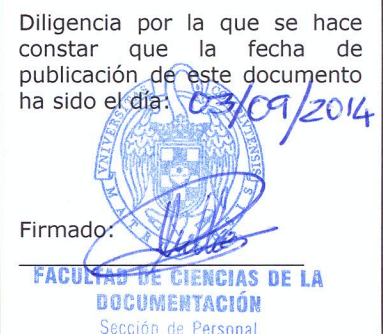 Diligencia por la que se hace
constar que la fecha de
publicación de este documento
ha sido el día: 03/09/2014
Firmado:
FACULTAD DE CIENCIAS DE LA
DOCUMENTACIÓN
Sección de Personal